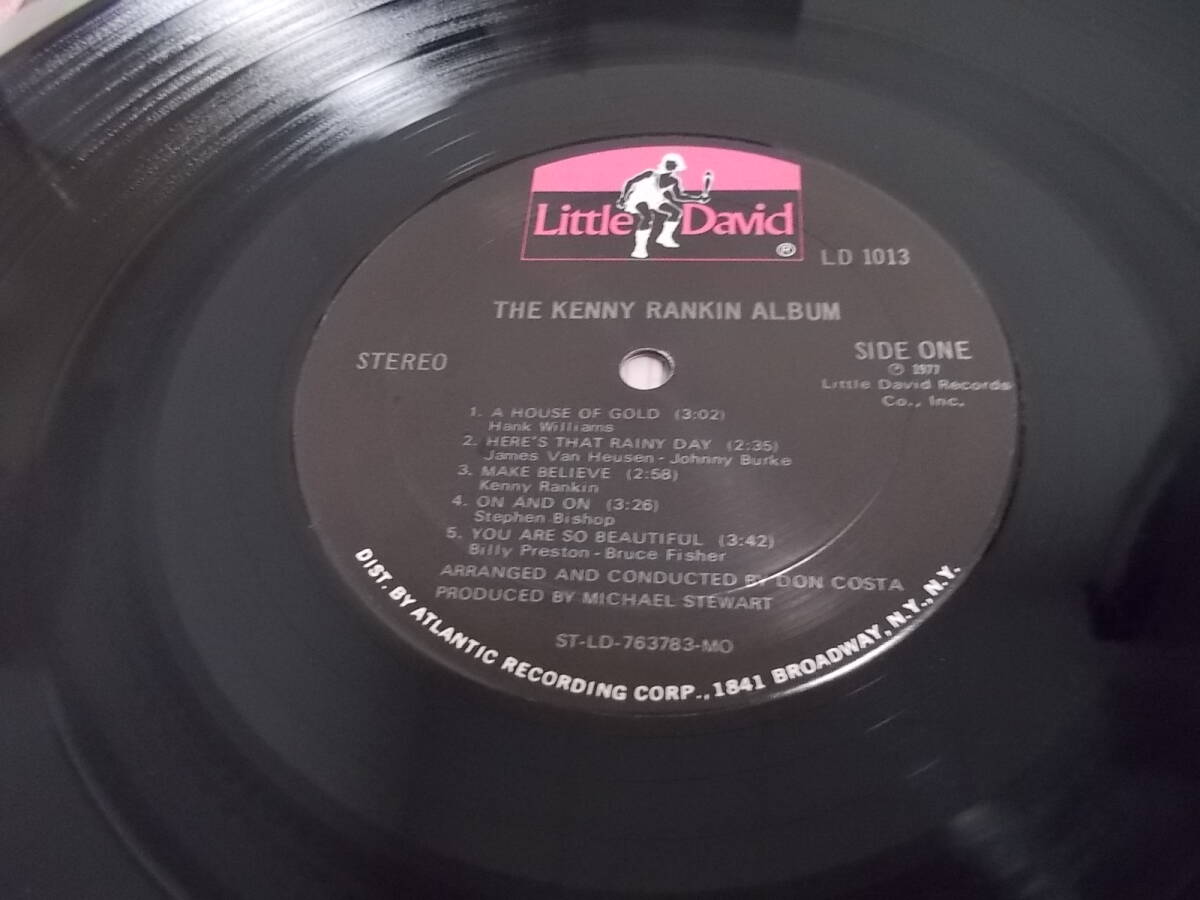 Little David ®
LD 1013
THE KENNY RANKIN ALBUM
STEREO
SIDE ONE
℗ 1977
Little David Records
Co., Inc.
1. A HOUSE OF GOLD (3:02)
Hank Williams
2. HERE'S THAT RAINY DAY (2:35)
James Van Heusen - Johnny Burke
3. MAKE BELIEVE (2:58)
Kenny Rankin
4. ON AND ON (3:26)
Stephen Bishop
5. YOU ARE SO BEAUTIFUL (3:42)
Billy Preston - Bruce Fisher
ARRANGED AND CONDUCTED BY DON COSTA
PRODUCED BY MICHAEL STEWART
ST-LD-763783-MO
DIST. BY ATLANTIC RECORDING CORP., 1841 BROADWAY, N.Y., N.Y.